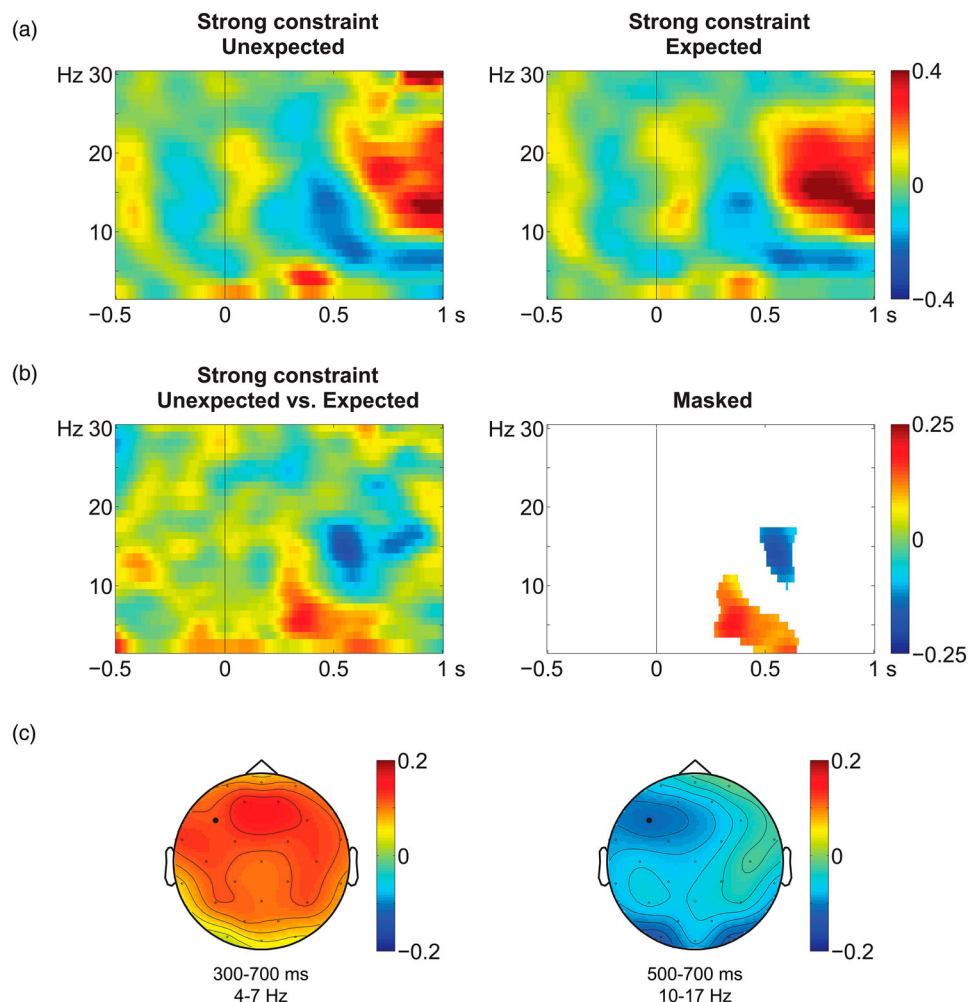 (a)
Strong constraint
Unexpected
Strong constraint
Expected
Hz 30
20
10
−0.5 0 0.5 1 s
Hz 30
20
10
−0.5 0 0.5 1 s
0.4
0
−0.4
(b)
Strong constraint
Unexpected vs. Expected
Masked
Hz 30
20
10
−0.5 0 0.5 1 s
Hz 30
20
10
−0.5 0 0.5 1 s
0.25
0
−0.25
(c)
0.2
0
−0.2
300-700 ms
4-7 Hz
0.2
0
−0.2
500-700 ms
10-17 Hz